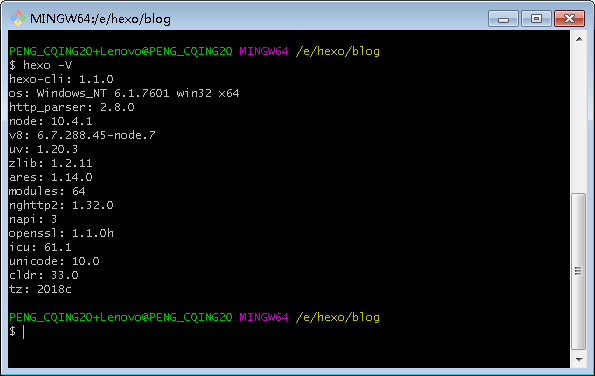 MINGW64:/e/hexo/blog
PENG_CQING20+Lenovo@PENG_CQING20 MINGW64 /e/hexo/blog
$ hexo -V
hexo-cli: 1.1.0
os: Windows_NT 6.1.7601 win32 x64
http_parser: 2.8.0
node: 10.4.1
v8: 6.7.288.45-node.7
uv: 1.20.3
zlib: 1.2.11
ares: 1.14.0
modules: 64
nghttp2: 1.32.0
napi: 3
openssl: 1.1.0h
icu: 61.1
unicode: 10.0
cldr: 33.0
tz: 2018c
PENG_CQING20+Lenovo@PENG_CQING20 MINGW64 /e/hexo/blog
$